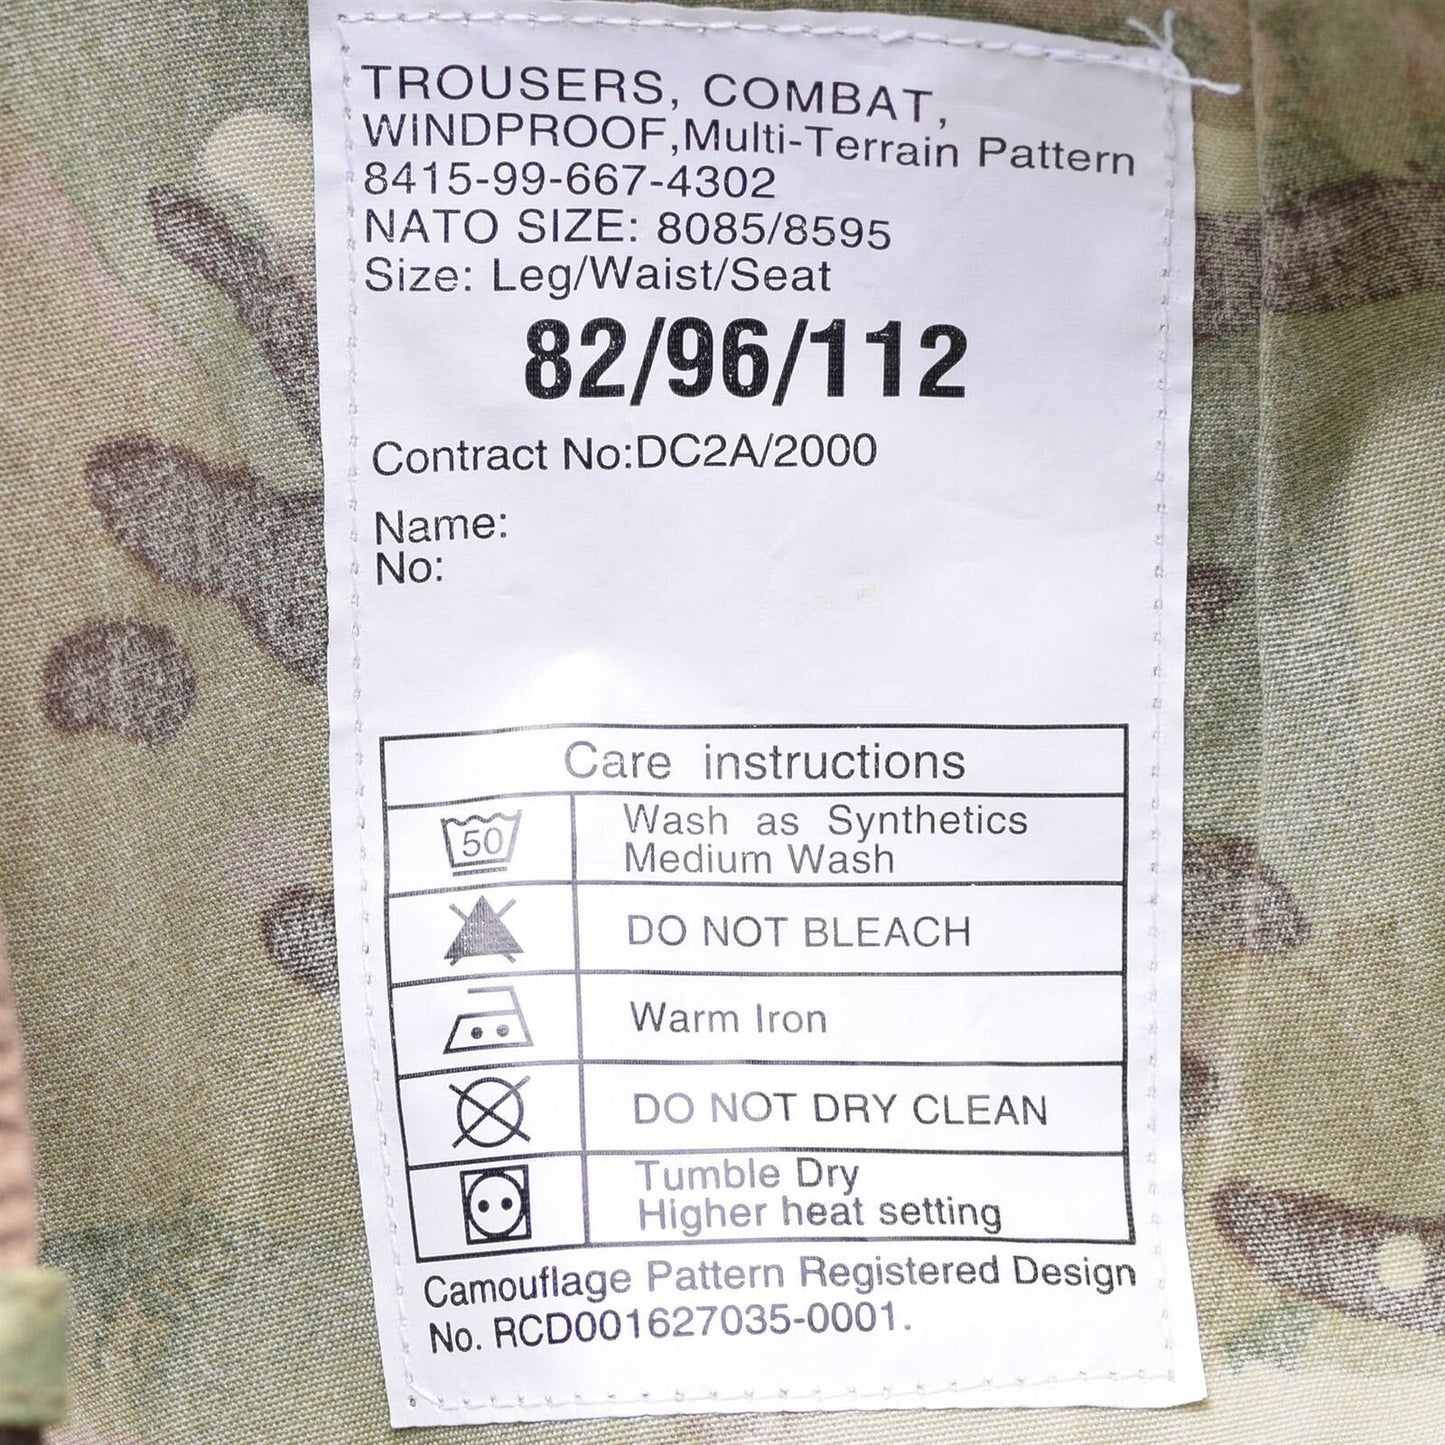 TROUSERS, COMBAT,
WINDPROOF,Multi-Terrain Pattern
8415-99-667-4302
NATO SIZE: 8085/8595
Size: Leg/Waist/Seat
82/96/112
Contract No:DC2A/2000
Name:
No:
Care instructions
50
Wash as Synthetics
Medium Wash
DO NOT BLEACH
Warm Iron
DO NOT DRY CLEAN
Tumble Dry
Higher heat setting
Camouflage Pattern Registered Design
No. RCD001627035-0001.